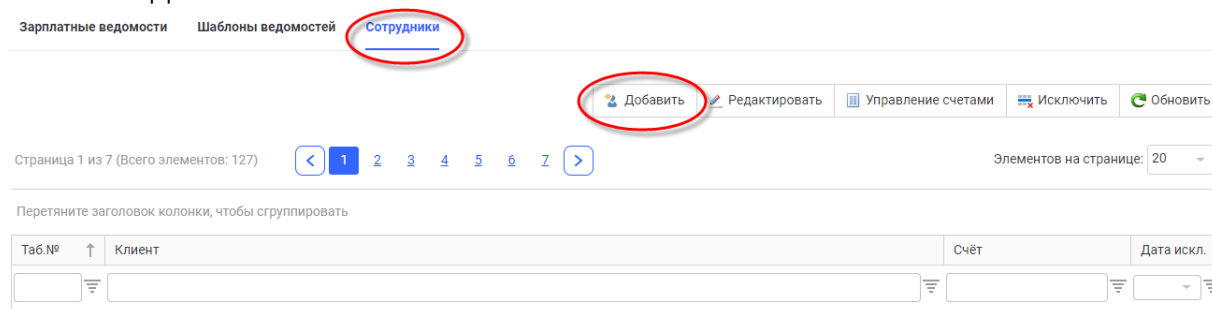 Зарплатные ведомости Шаблоны ведомостей Сотрудники
Добавить Редактировать Управление счетами Исключить Обновить
Страница 1 из 7 (Всего элементов: 127) < 1 2 3 4 5 6 7 > Элементов на странице: 20
Перетяните заголовок колонки, чтобы сгруппировать
Таб.№ ↑ Клиент Счёт Дата искл.